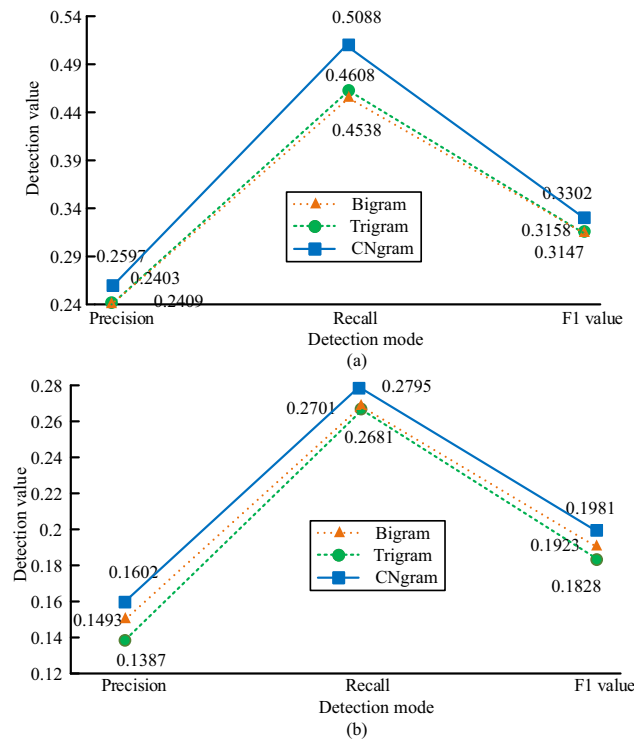 0.54
0.5088
0.49
0.4608
0.44
0.4538
0.39
Detection value
0.34
Bigram
Trigram
CNgram
0.3302
0.3158
0.3147
0.29
0.2597
0.2403
0.2409
0.24
Precision Recall F1 value
Detection mode
(a)
0.28
0.2795
0.2701
0.26
0.2681
0.24
0.22
Detection value
0.2
Bigram
Trigram
CNgram
0.1981
0.1923
0.1828
0.18
0.1602
0.16
0.1493
0.14
0.1387
0.12
Precision Recall F1 value
Detection mode
(b)